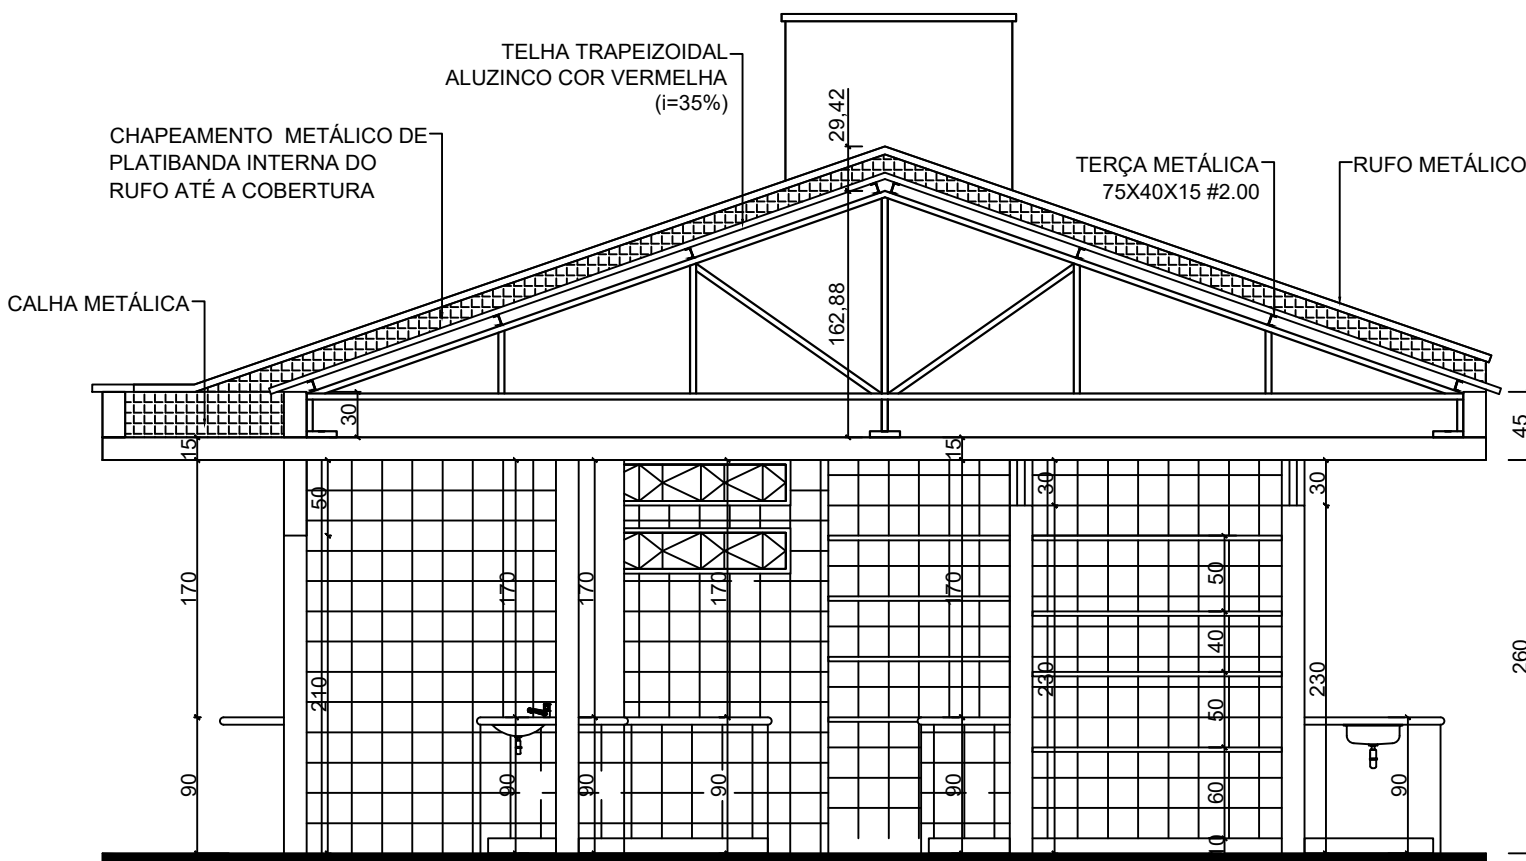 TELHA TRAPEIZOIDAL
ALUZINCO COR VERMELHA
(i=35%)
CHAPEAMENTO METÁLICO DE
PLATIBANDA INTERNA DO
RUFO ATÉ A COBERTURA
29,42
TERÇA METÁLICA
75X40X15 #2.00
RUFO METÁLICO
CALHA METÁLICA
162,88
30
45
15
15
50
30
30
170
170
170
170
170
50
260
40
210
230
230
50
90
90
90
90
90
60
90
10